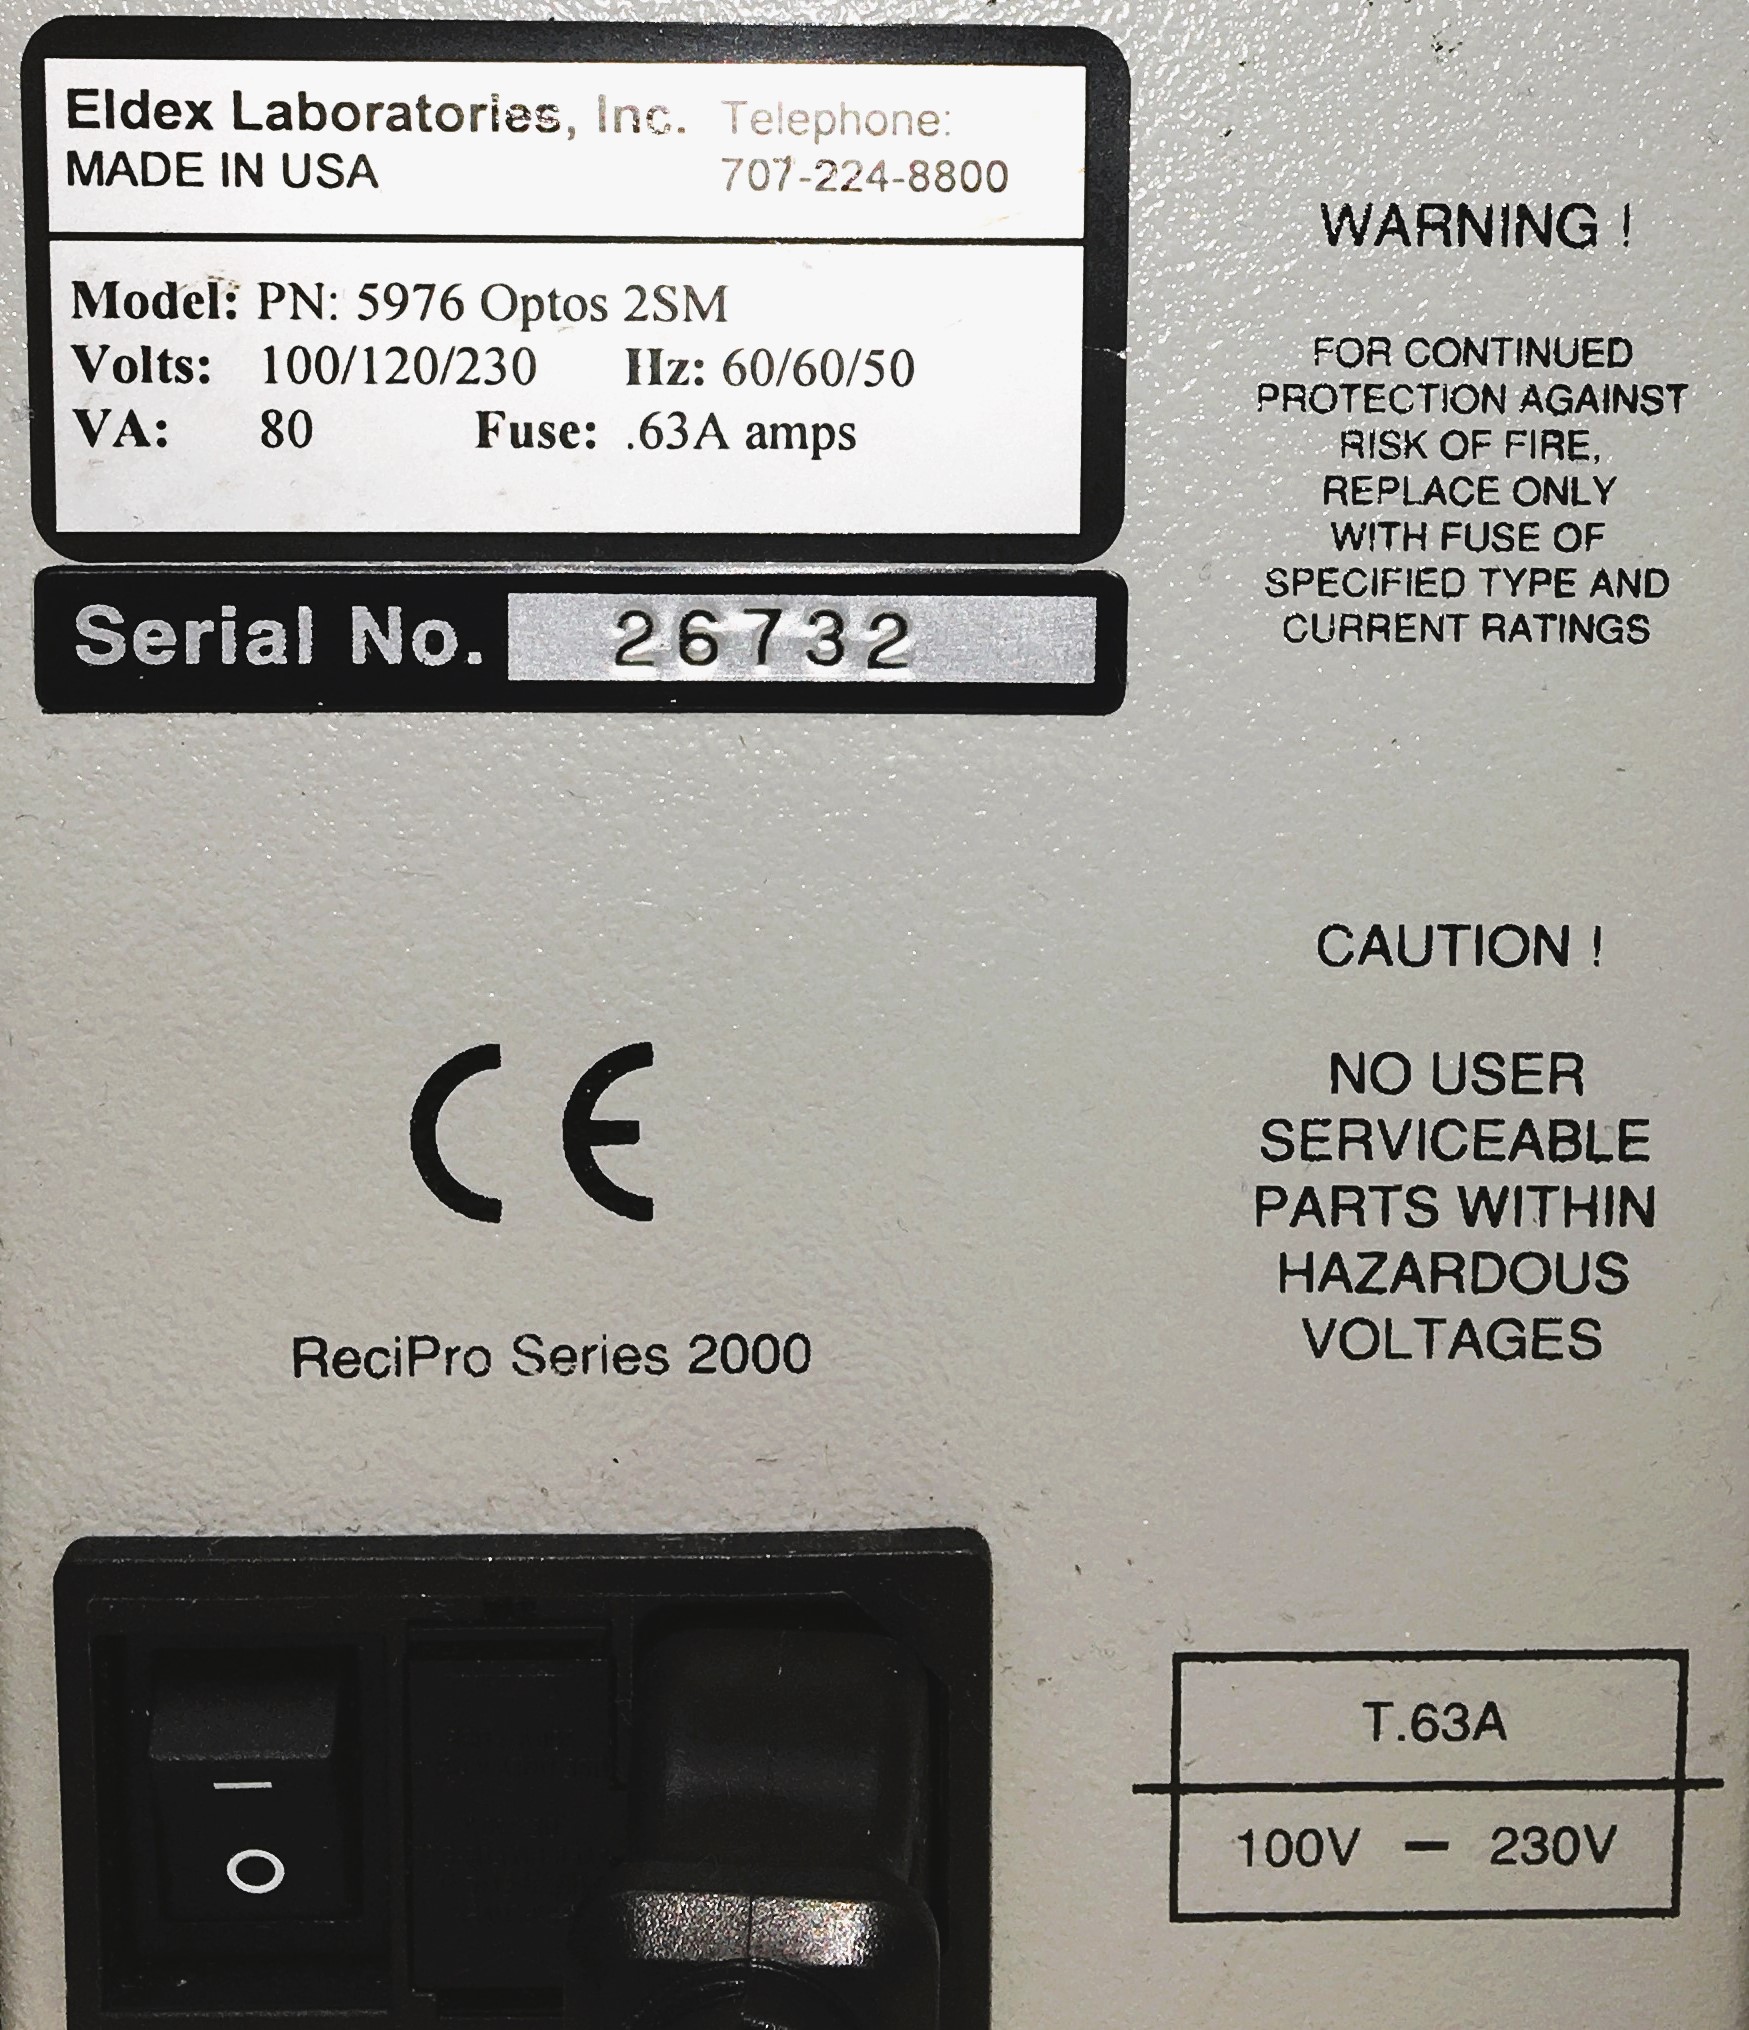 Eldex Laboratories, Inc. Telephone:
MADE IN USA 707-224-8800
Model: PN: 5976 Optos 2SM
Volts: 100/120/230 Hz: 60/60/50
VA: 80 Fuse: .63A amps
Serial No. 26732
WARNING !
FOR CONTINUED
PROTECTION AGAINST
RISK OF FIRE,
REPLACE ONLY
WITH FUSE OF
SPECIFIED TYPE AND
CURRENT RATINGS
CAUTION !
NO USER
SERVICEABLE
PARTS WITHIN
HAZARDOUS
VOLTAGES
CE
ReciPro Series 2000
T.63A
100V — 230V